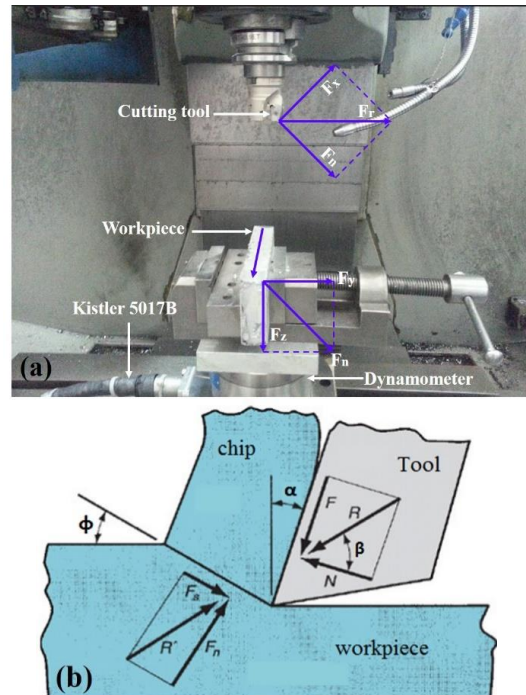 Cutting tool
Fx
Fr
Fn
Workpiece
Fy
Kistler 5017B
Fz
Fn
Dynamometer
(a)
chip
α
Tool
F
R
ϕ
β
N
Fs
R´
Fn
workpiece
(b)